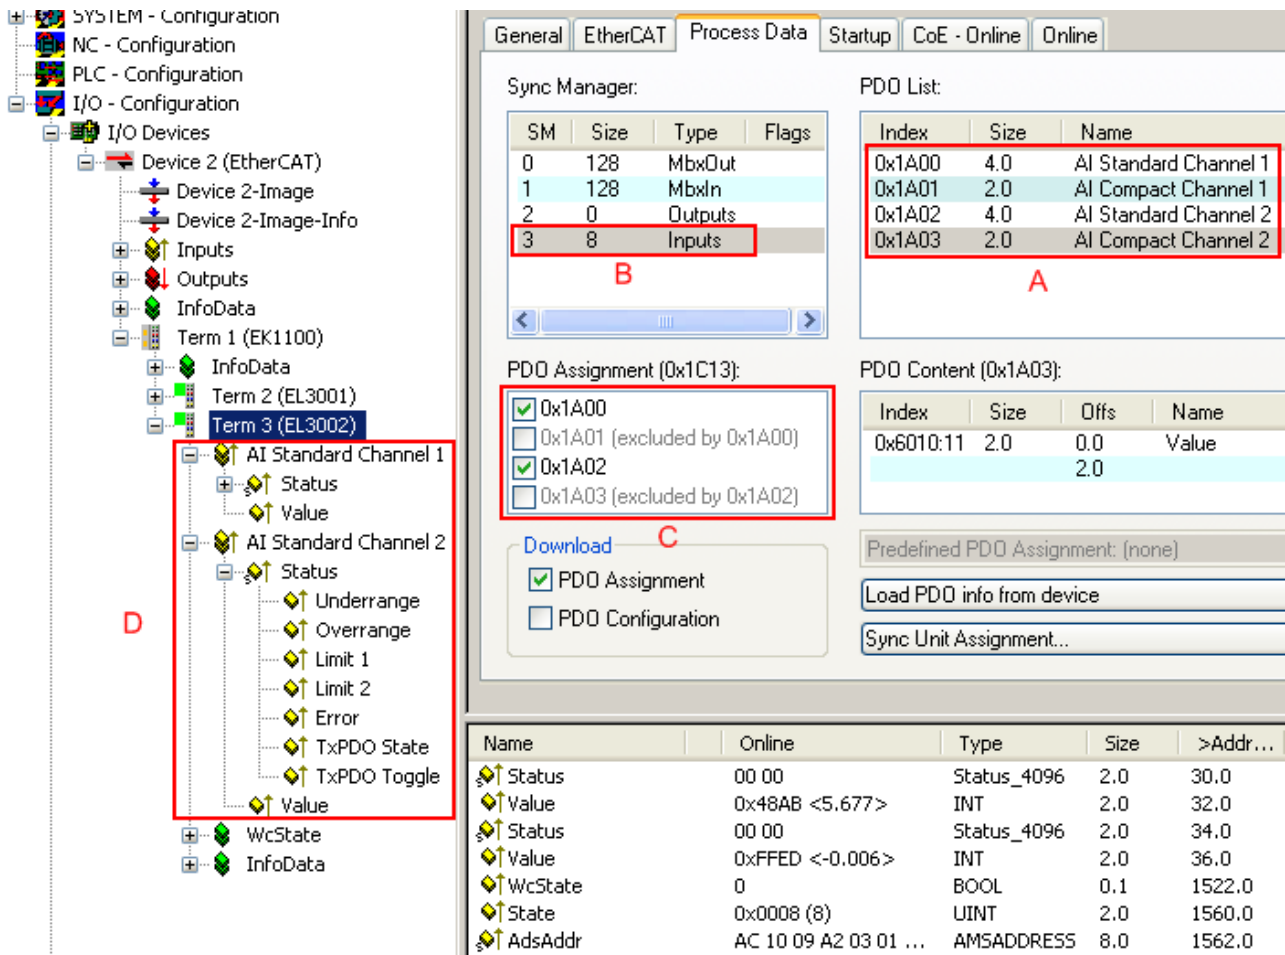 SYSTEM - Configuration
NC - Configuration
PLC - Configuration
I/O - Configuration
I/O Devices
Device 2 (EtherCAT)
Device 2-Image
Device 2-Image-Info
Inputs
Outputs
InfoData
Term 1 (EK1100)
InfoData
Term 2 (EL3001)
Term 3 (EL3002)
AI Standard Channel 1
Status
Value
AI Standard Channel 2
Status
Underrange
Overrange
Limit 1
Limit 2
Error
TxPDO State
TxPDO Toggle
Value
WcState
InfoData
D
General EtherCAT Process Data Startup CoE - Online Online
Sync Manager:
SM Size Type Flags
0 128 MbxOut
1 128 MbxIn
2 0 Outputs
3 8 Inputs
B
PDO List:
Index Size Name
0x1A00 4.0 AI Standard Channel 1
0x1A01 2.0 AI Compact Channel 1
0x1A02 4.0 AI Standard Channel 2
0x1A03 2.0 AI Compact Channel 2
A
PDO Assignment (0x1C13):
0x1A00
0x1A01 (excluded by 0x1A00)
0x1A02
0x1A03 (excluded by 0x1A02)
C
PDO Content (0x1A03):
Index Size Offs Name
0x6010:11 2.0 0.0 Value
2.0
Download
PDO Assignment
PDO Configuration
Predefined PDO Assignment: (none)
Load PDO info from device
Sync Unit Assignment...
Name Online Type Size >Addr...
Status 00 00 Status_4096 2.0 30.0
Value 0x48AB <5.677> INT 2.0 32.0
Status 00 00 Status_4096 2.0 34.0
Value 0xFFED <-0.006> INT 2.0 36.0
WcState 0 BOOL 0.1 1522.0
State 0x0008 (8) UINT 2.0 1560.0
AdsAddr AC 10 09 A2 03 01 ... AMSADDRESS 8.0 1562.0